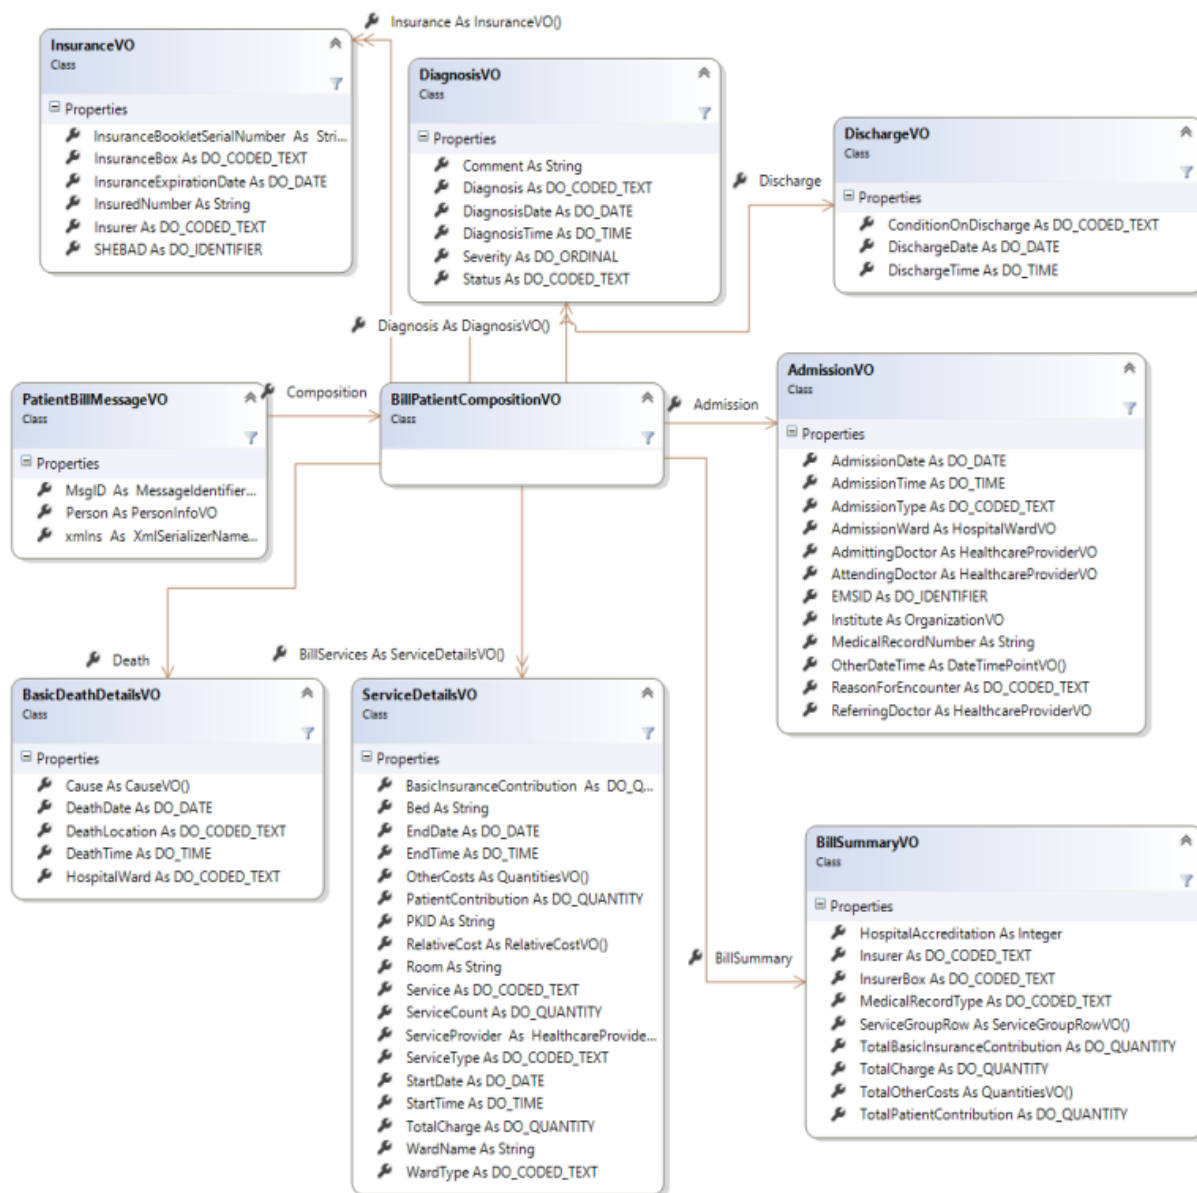 Insurance As InsuranceVO()
InsuranceVO
Class
Properties
InsuranceBookletSerialNumber As Stri...
InsuranceBox As DO_CODED_TEXT
InsuranceExpirationDate As DO_DATE
InsuredNumber As String
Insurer As DO_CODED_TEXT
SHEBAD As DO_IDENTIFIER
DiagnosisVO
Class
Properties
Comment As String
Diagnosis As DO_CODED_TEXT
DiagnosisDate As DO_DATE
DiagnosisTime As DO_TIME
Severity As DO_ORDINAL
Status As DO_CODED_TEXT
DischargeVO
Class
Properties
ConditionOnDischarge As DO_CODED_TEXT
DischargeDate As DO_DATE
DischargeTime As DO_TIME
Discharge
Diagnosis As DiagnosisVO()
PatientBillMessageVO
Class
Properties
MsgID As MessageIdentifier...
Person As PersonInfoVO
xmlns As XmlSerializerName...
Composition
BillPatientCompositionVO
Class
Admission
AdmissionVO
Class
Properties
AdmissionDate As DO_DATE
AdmissionTime As DO_TIME
AdmissionType As DO_CODED_TEXT
AdmissionWard As HospitalWardVO
AdmittingDoctor As HealthcareProviderVO
AttendingDoctor As HealthcareProviderVO
EMSID As DO_IDENTIFIER
Institute As OrganizationVO
MedicalRecordNumber As String
OtherDateTime As DateTimePointVO()
ReasonForEncounter As DO_CODED_TEXT
ReferringDoctor As HealthcareProviderVO
Death
BillServices As ServiceDetailsVO()
BasicDeathDetailsVO
Class
Properties
Cause As CauseVO()
DeathDate As DO_DATE
DeathLocation As DO_CODED_TEXT
DeathTime As DO_TIME
HospitalWard As DO_CODED_TEXT
ServiceDetailsVO
Class
Properties
BasicInsuranceContribution As DO_Q...
Bed As String
EndDate As DO_DATE
EndTime As DO_TIME
OtherCosts As QuantitiesVO()
PatientContribution As DO_QUANTITY
PKID As String
RelativeCost As RelativeCostVO()
Room As String
Service As DO_CODED_TEXT
ServiceCount As DO_QUANTITY
ServiceProvider As HealthcareProvide...
ServiceType As DO_CODED_TEXT
StartDate As DO_DATE
StartTime As DO_TIME
TotalCharge As DO_QUANTITY
WardName As String
WardType As DO_CODED_TEXT
BillSummary
BillSummaryVO
Class
Properties
HospitalAccreditation As Integer
Insurer As DO_CODED_TEXT
InsurerBox As DO_CODED_TEXT
MedicalRecordType As DO_CODED_TEXT
ServiceGroupRow As ServiceGroupRowVO()
TotalBasicInsuranceContribution As DO_QUANTITY
TotalCharge As DO_QUANTITY
TotalOtherCosts As QuantitiesVO()
TotalPatientContribution As DO_QUANTITY